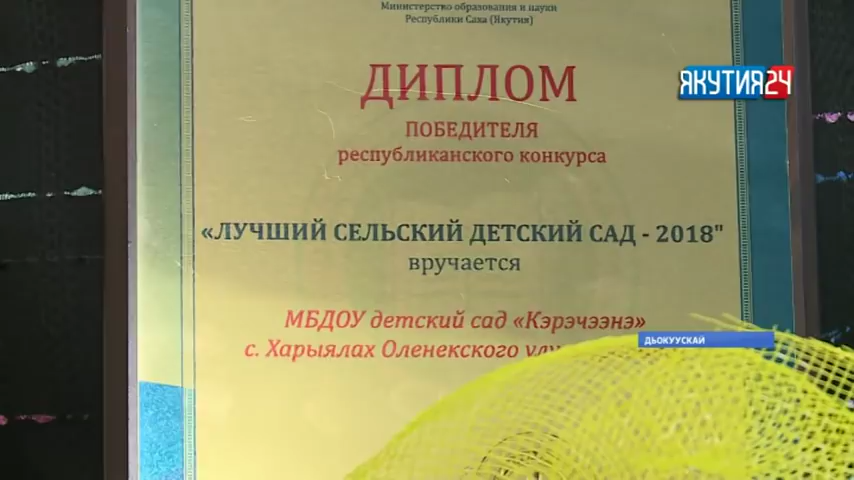 Министерство образования и науки
Республики Саха (Якутия)
ДИПЛОМ
ЯКУТИЯ24
ПОБЕДИТЕЛЯ
республиканского конкурса
«ЛУЧШИЙ СЕЛЬСКИЙ ДЕТСКИЙ САД - 2018"
вручается
МБДОУ детский сад «Кэрэчээнэ»
ДЬОКУУСКАЙ
с. Харыялах Оленекского